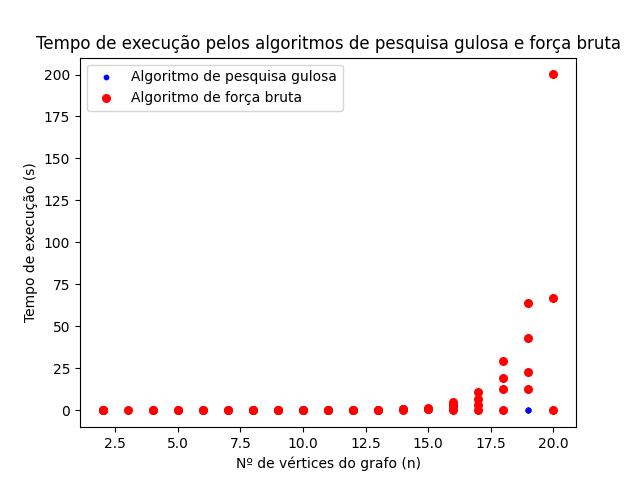 Tempo de execução pelos algoritmos de pesquisa gulosa e força bruta
Algoritmo de pesquisa gulosa
Algoritmo de força bruta
200
175
150
125
100
75
50
25
0
Tempo de execução (s)
2.5 5.0 7.5 10.0 12.5 15.0 17.5 20.0
Nº de vértices do grafo (n)